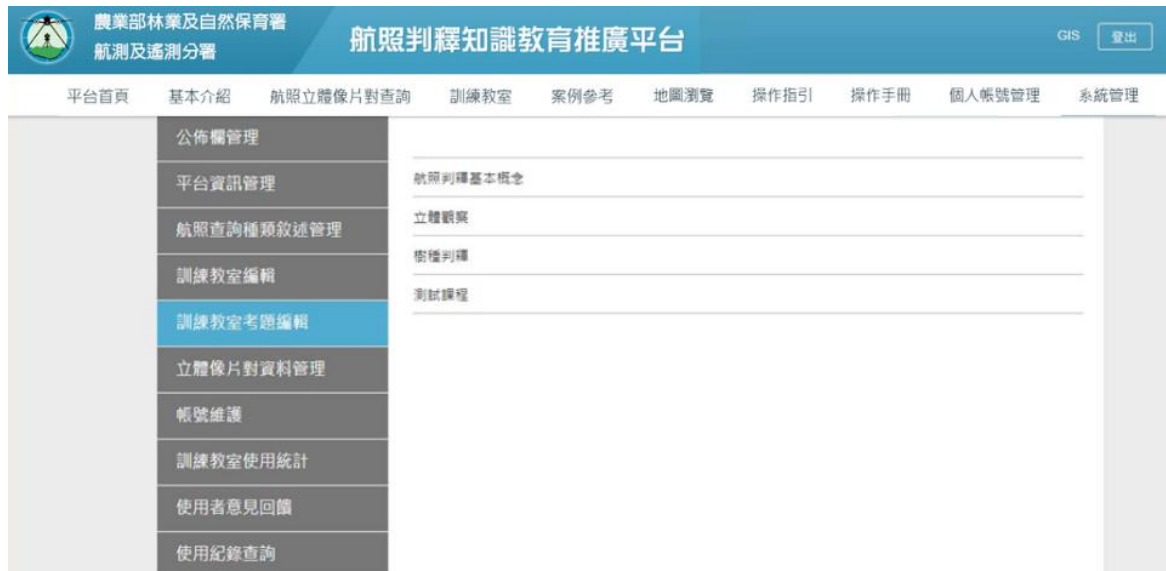 農業部林業及自然保育署
航測及遙測分署
航照判釋知識教育推廣平台
GIS
登出
平台首頁 基本介紹 航照立體像片對查詢 訓練教室 案例參考 地圖瀏覽 操作指引 操作手冊 個人帳號管理 系統管理
公佈欄管理
平台資訊管理
航照查詢種類敘述管理
訓練教室編輯
訓練教室考題編輯
立體像片對資料管理
帳號維護
訓練教室使用統計
使用者意見回饋
使用紀錄查詢
航照判釋基本概念
立體觀察
樹種判釋
測試課程